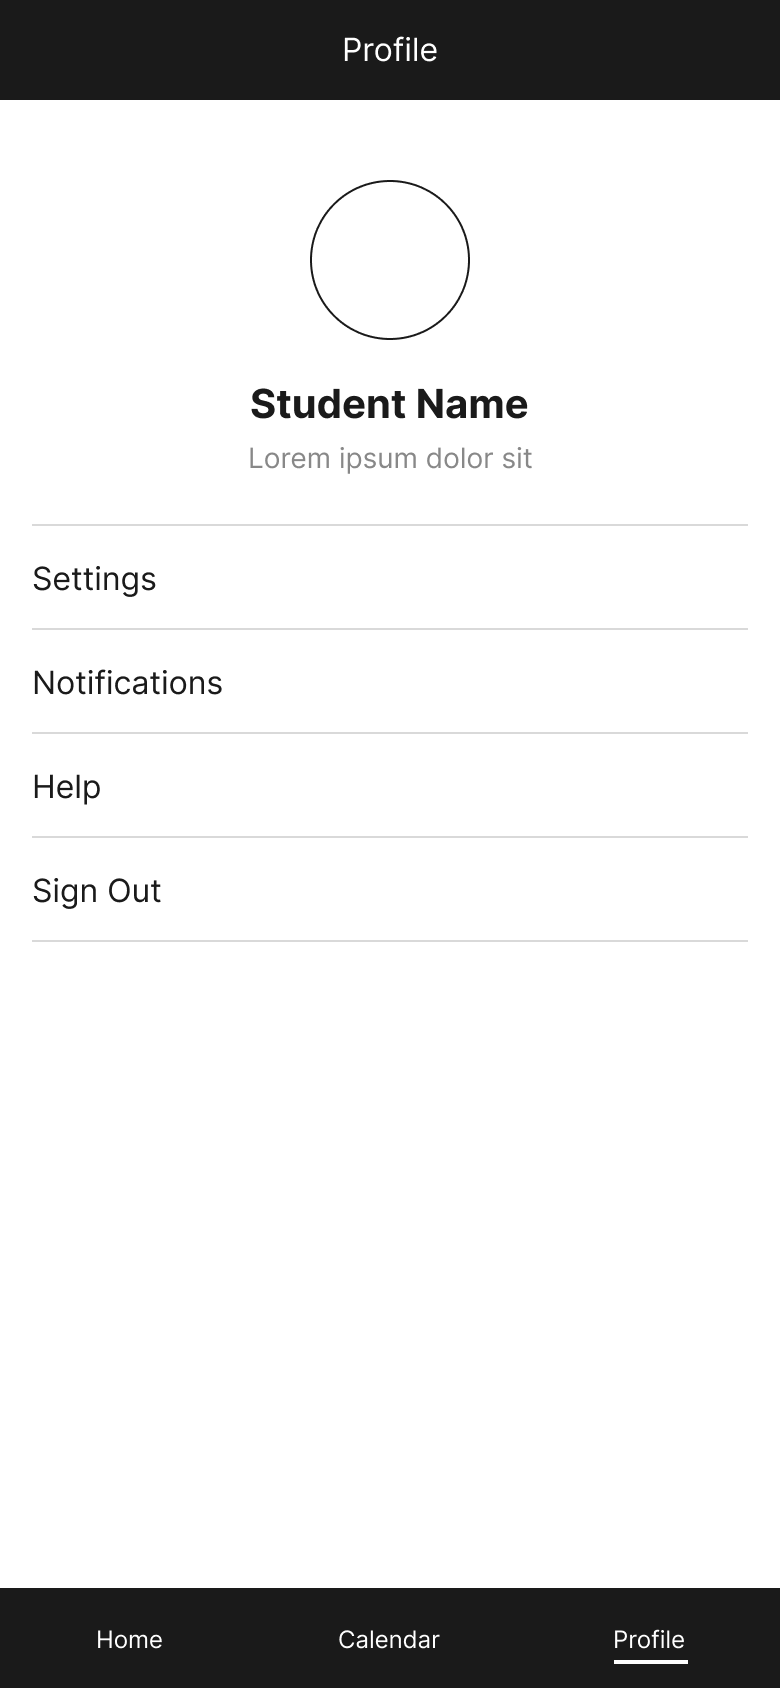 Profile
Student Name
Lorem ipsum dolor sit
Settings
Notifications
Help
Sign Out
Home Calendar Profile